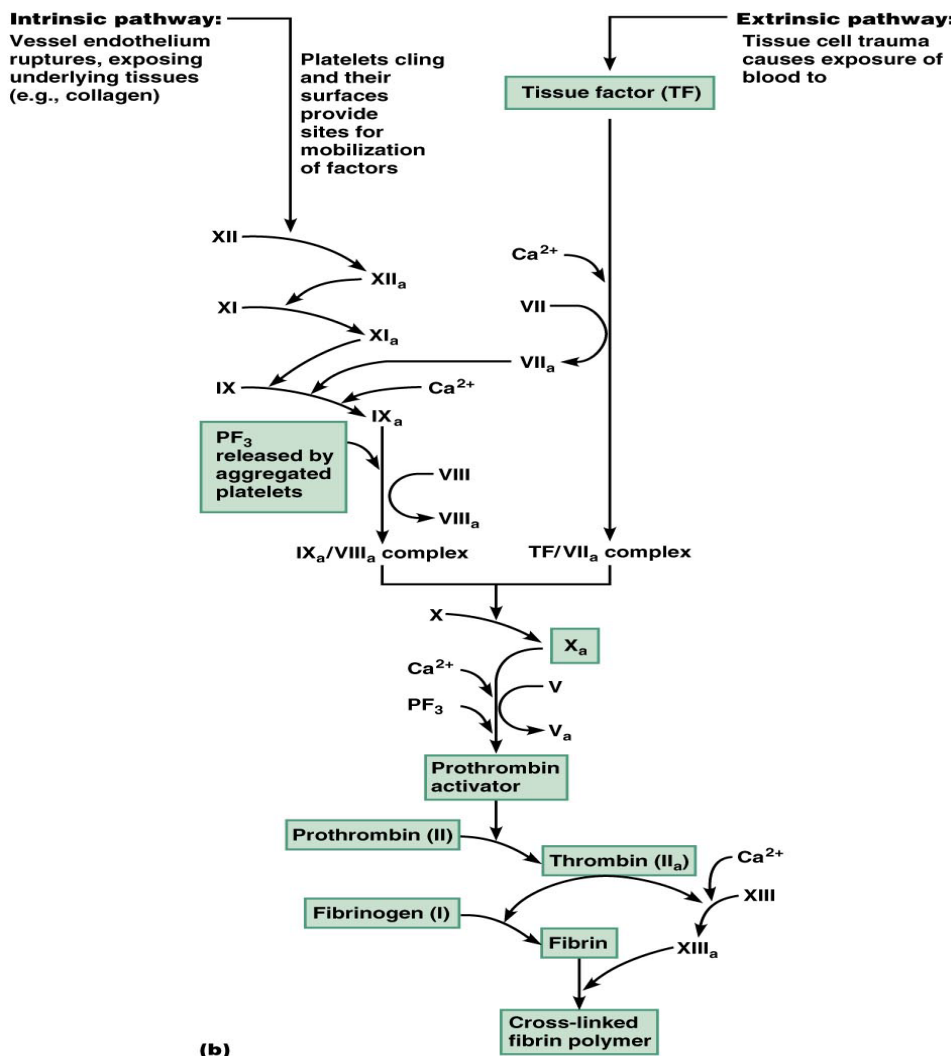 Intrinsic pathway:
Vessel endothelium
ruptures, exposing
underlying tissues
(e.g., collagen)
Platelets cling
and their
surfaces
provide
sites for
mobilization
of factors
Extrinsic pathway:
Tissue cell trauma
causes exposure of
blood to
Tissue factor (TF)
XII
XIIa
XI
XIa
IX
Ca2+
IXa
Ca2+
VII
VIIa
PF3
released by
aggregated
platelets
VIII
VIIIa
IXa/VIIIa complex
TF/VIIa complex
X
Xa
Ca2+
PF3
V
Va
Prothrombin
activator
Prothrombin (II)
Thrombin (IIa)
Ca2+
XIII
Fibrinogen (I)
Fibrin
XIIIa
Cross-linked
fibrin polymer
(b)